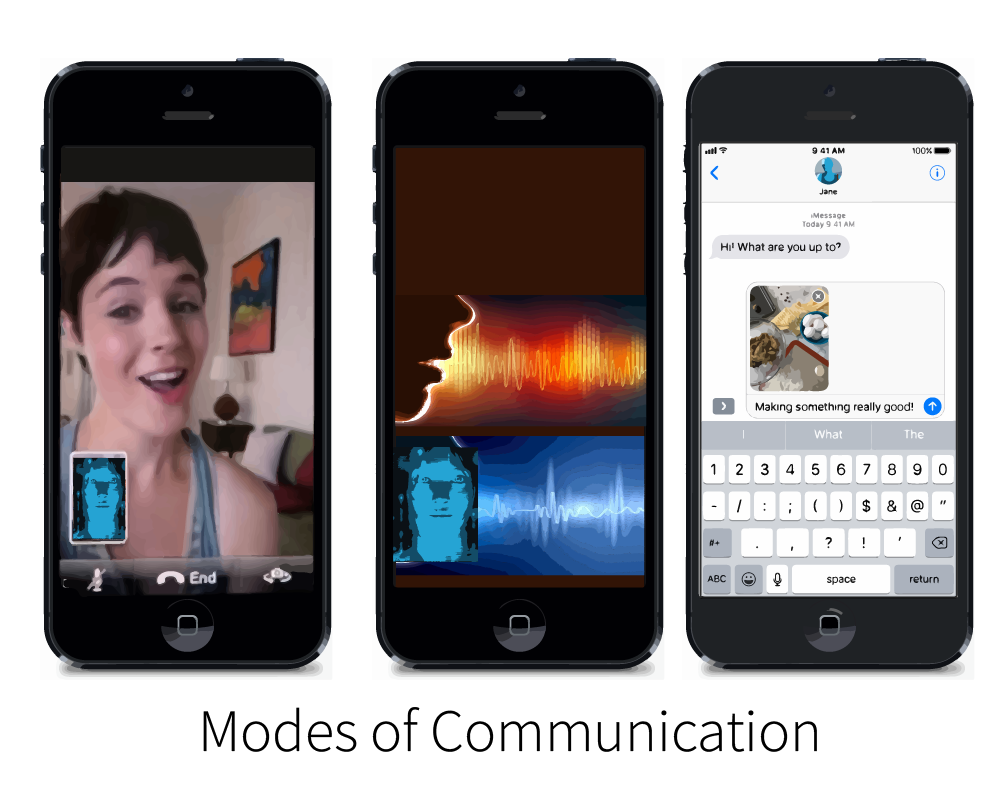 End
9 41 AM
100%
Jane
iMessage
Today 9 41 AM
Hi! What are you up to?
Making something really good!
I What The
1 2 3 4 5 6 7 8 9 0
- / : ; ( ) $ & @ "
#+ . , ? ! ’
ABC space return
Modes of Communication